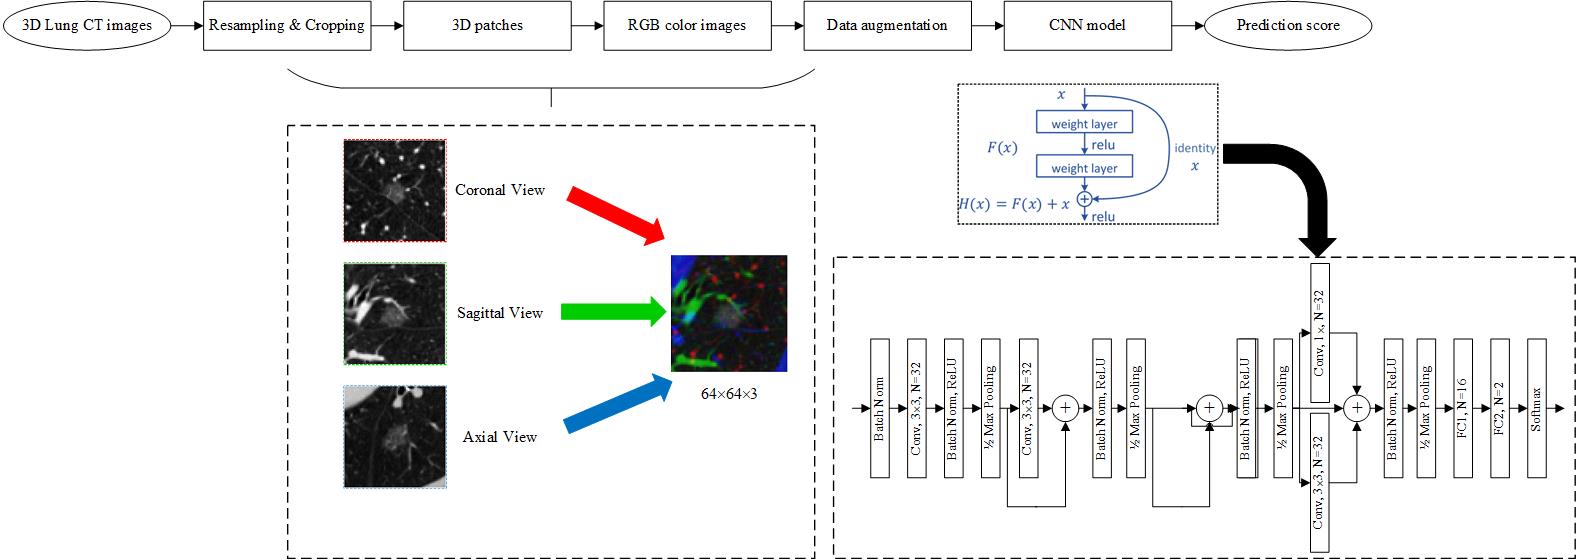 3D Lung CT images
Resampling & Cropping
3D patches
RGB color images
Data augmentation
CNN model
Prediction score
Coronal View
Sagittal View
Axial View
64×64×3
x
weight layer
relu
F(x)
weight layer
identity
x
H(x) = F(x) + x
relu
Batch Norm
Conv, 3×3, N=32
Batch Norm, ReLU
½ Max Pooling
Conv, 3×3, N=32
+
Batch Norm, ReLU
½ Max Pooling
+
Batch Norm, ReLU
½ Max Pooling
Conv, 1×, N=32
Conv, 3×3, N=32
+
Batch Norm, ReLU
½ Max Pooling
FC1, N=16
FC2, N=2
Softmax